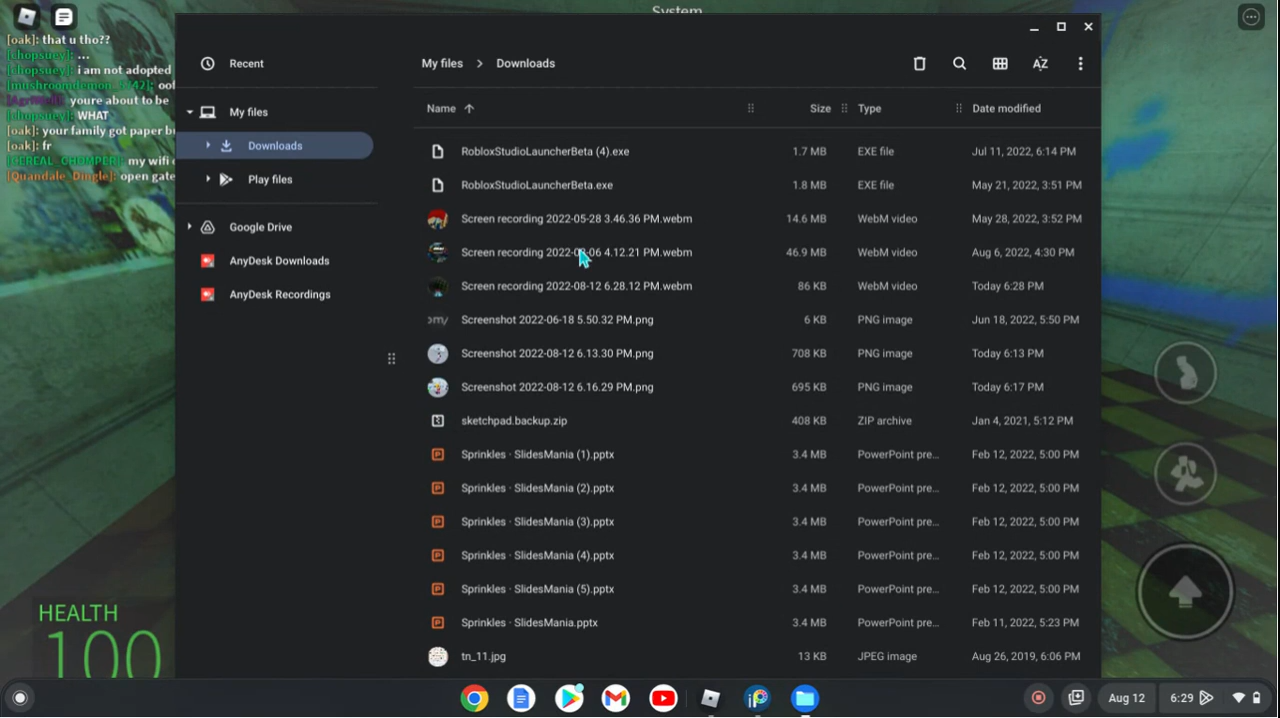 System
[oak]: that u tho??
[chopsuey]: ...
[chopsuey]: i am not adopted
oof
youre about to be
[chopsuey]: WHAT
[oak]: your family got paper
[oak]: fr
[CEREAL_CHOMPER]: my wifi
[Quandale_Dingle]: open gate
Recent
My files
Downloads
Play files
Google Drive
AnyDesk Downloads
AnyDesk Recordings
My files > Downloads
AZ
Name Size Type Date modified
RobloxStudioLauncherBeta (4).exe 1.7 MB EXE file Jul 11, 2022, 6:14 PM
RobloxStudioLauncherBeta.exe 1.8 MB EXE file May 21, 2022, 3:51 PM
Screen recording 2022-05-28 3.46.36 PM.webm 14.6 MB WebM video May 28, 2022, 3:52 PM
Screen recording 2022-08-06 4.12.21 PM.webm 46.9 MB WebM video Aug 6, 2022, 4:30 PM
Screen recording 2022-08-12 6.28.12 PM.webm 86 KB WebM video Today 6:28 PM
Screenshot 2022-06-18 5.50.32 PM.png 6 KB PNG image Jun 18, 2022, 5:50 PM
Screenshot 2022-08-12 6.13.30 PM.png 708 KB PNG image Today 6:13 PM
Screenshot 2022-08-12 6.16.29 PM.png 695 KB PNG image Today 6:17 PM
sketchpad.backup.zip 408 KB ZIP archive Jan 4, 2021, 5:12 PM
Sprinkles · SlidesMania (1).pptx 3.4 MB PowerPoint pre... Feb 12, 2022, 5:00 PM
Sprinkles · SlidesMania (2).pptx 3.4 MB PowerPoint pre... Feb 12, 2022, 5:00 PM
Sprinkles · SlidesMania (3).pptx 3.4 MB PowerPoint pre... Feb 12, 2022, 5:00 PM
Sprinkles · SlidesMania (4).pptx 3.4 MB PowerPoint pre... Feb 12, 2022, 5:00 PM
Sprinkles · SlidesMania (5).pptx 3.4 MB PowerPoint pre... Feb 12, 2022, 5:00 PM
Sprinkles · SlidesMania.pptx 3.4 MB PowerPoint pre... Feb 11, 2022, 5:23 PM
tn_11.jpg 13 KB JPEG image Aug 26, 2019, 6:06 PM
HEALTH
100
Aug 12 6:29